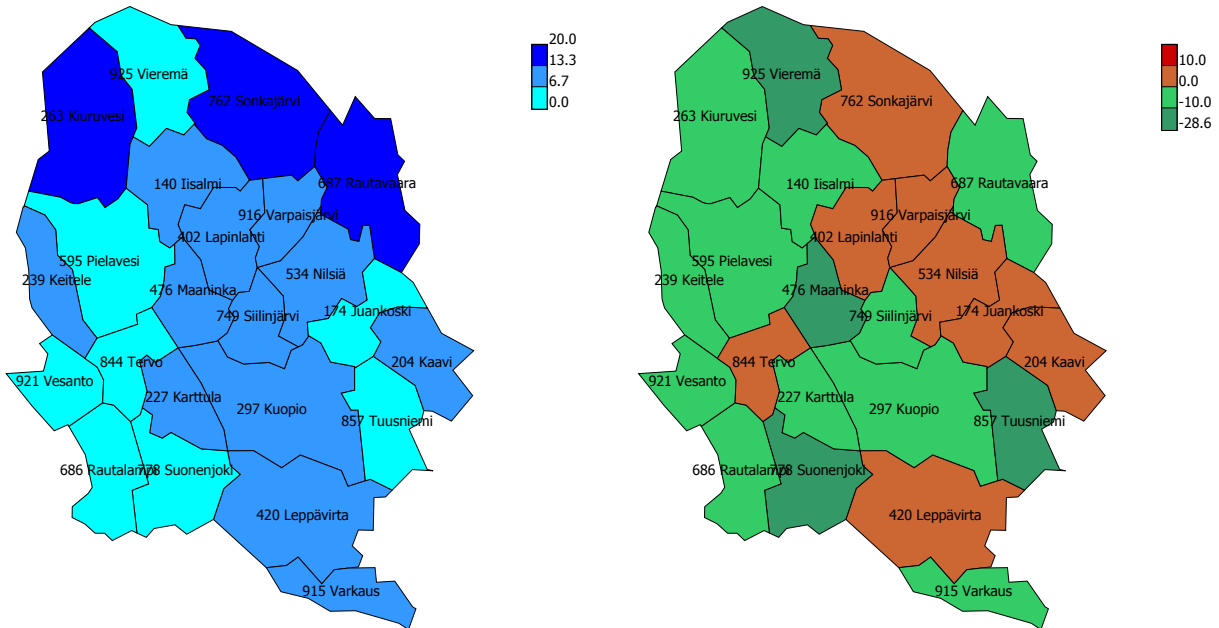 20.0
13.3
6.7
0.0
925 Vieremä
762 Sonkajärvi
263 Kiuruvesi
140 Iisalmi
687 Rautavaara
916 Varpaisjärvi
402 Lapinlahti
595 Pielavesi
534 Nilsiä
239 Keitele
476 Maaninka
749 Siilinjärvi
174 Juankoski
844 Tervo
204 Kaavi
921 Vesanto
227 Karttula
297 Kuopio
857 Tuusniemi
686 Rautalampi
778 Suonenjoki
420 Leppävirta
915 Varkaus
10.0
0.0
-10.0
-28.6
925 Vieremä
762 Sonkajärvi
263 Kiuruvesi
140 Iisalmi
687 Rautavaara
916 Varpaisjärvi
402 Lapinlahti
595 Pielavesi
534 Nilsiä
239 Keitele
476 Maaninka
749 Siilinjärvi
174 Juankoski
844 Tervo
204 Kaavi
921 Vesanto
227 Karttula
297 Kuopio
857 Tuusniemi
686 Rautalampi
778 Suonenjoki
420 Leppävirta
915 Varkaus